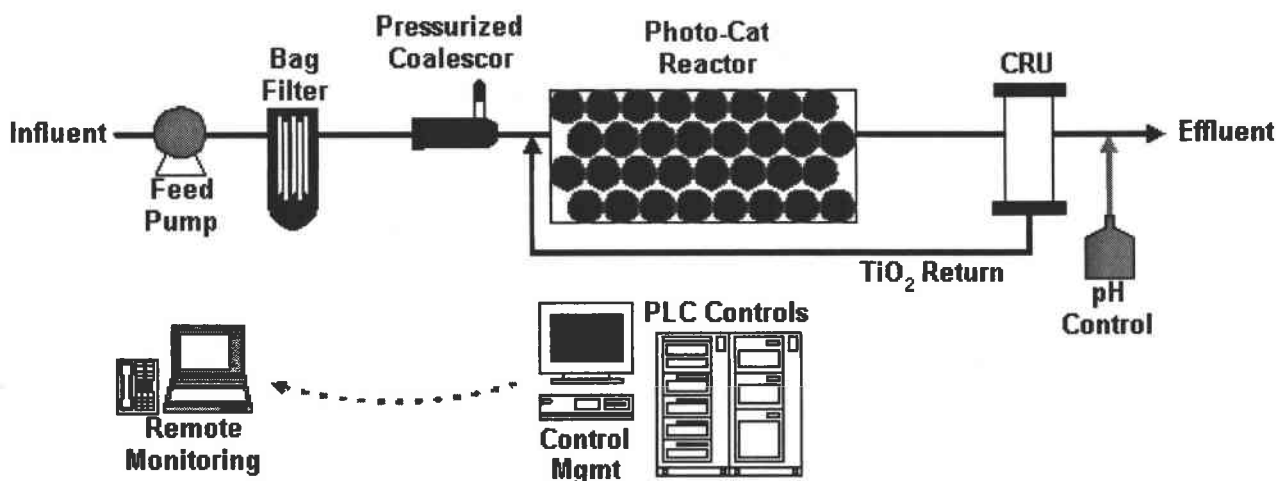 Influent
Feed
Pump
Bag
Filter
Pressurized
Coalescor
Photo-Cat
Reactor
CRU
Effluent
TiO₂ Return
pH
Control
Remote
Monitoring
Control
Mgmt
PLC Controls